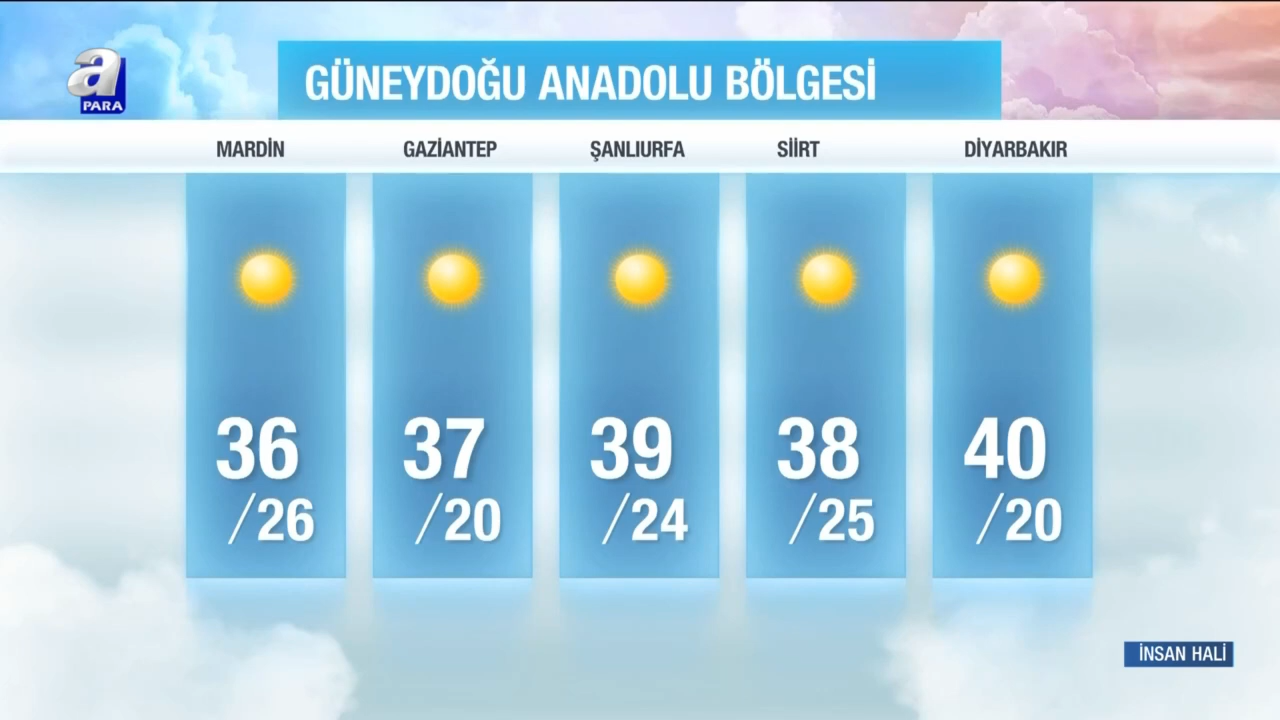 a
PARA
GÜNEYDOĞU ANADOLU BÖLGESİ
MARDİN GAZİANTEP ŞANLIURFA SİİRT DİYARBAKIR
36 37 39 38 40
/26 /20 /24 /25 /20
İNSAN HALİ